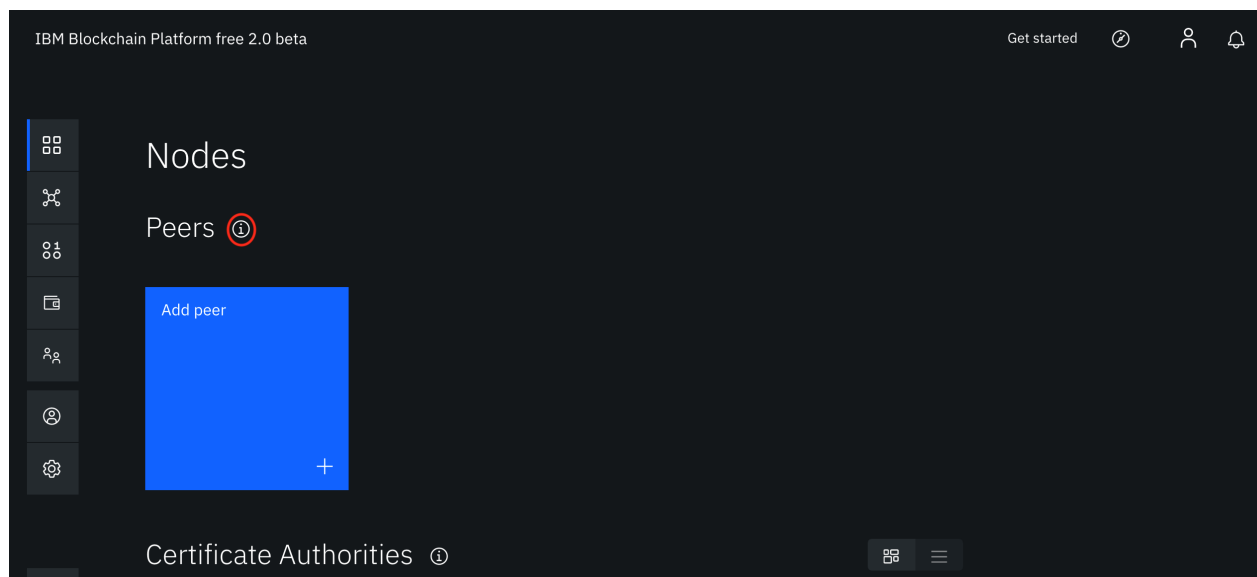 IBM Blockchain Platform free 2.0 beta
Get started
Nodes
Peers
Add peer
Certificate Authorities